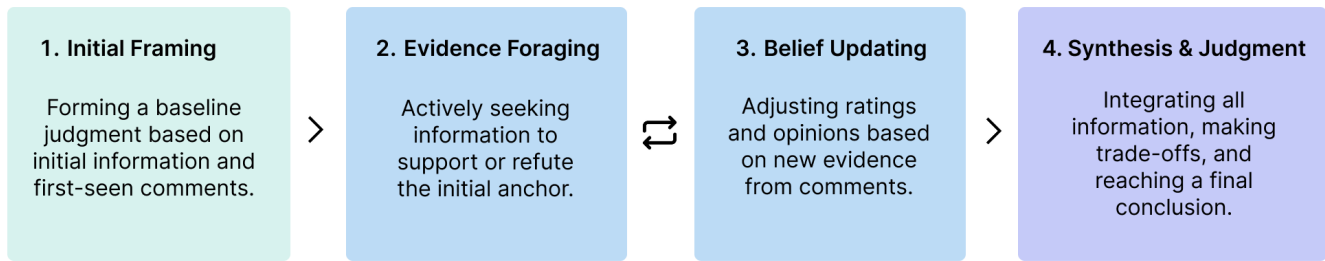 1. Initial Framing
Forming a baseline
judgment based on
initial information and
first-seen comments.
2. Evidence Foraging
Actively seeking
information to
support or refute
the initial anchor.
3. Belief Updating
Adjusting ratings
and opinions based
on new evidence
from comments.
4. Synthesis & Judgment
Integrating all
information, making
trade-offs, and
reaching a final
conclusion.